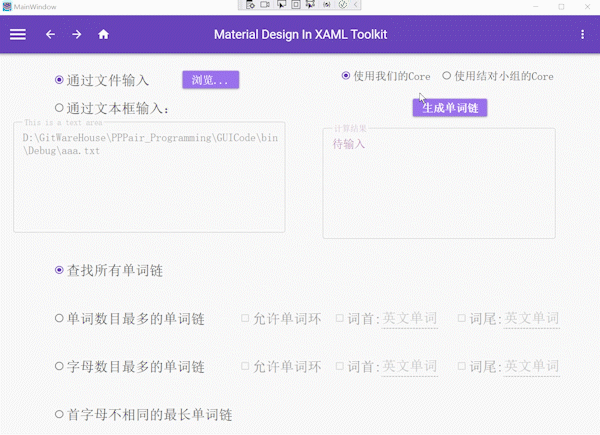 MainWindow
Material Design In XAML Toolkit
通过文件输入 浏览... 使用我们的Core 使用结对小组的Core
通过文本框输入: 生成单词链
This is a text area 计算结果
D:\GitWareHouse\PPPair_Programming\GUICode\bin
\Debug\aaa.txt
待输入
查找所有单词链
单词数目最多的单词链 允许单词环 词首:英文单词 词尾:英文单词
字母数目最多的单词链 允许单词环 词首:英文单词 词尾:英文单词
首字母不相同的最长单词链